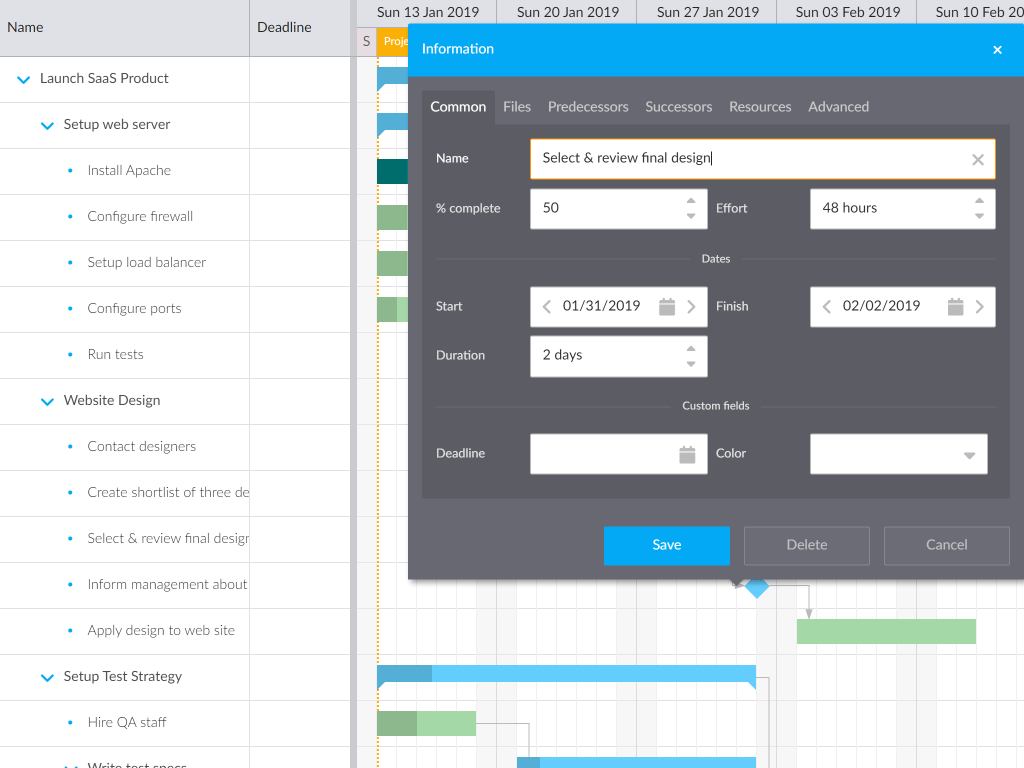 Name
Deadline
Sun 13 Jan 2019
Sun 20 Jan 2019
Sun 27 Jan 2019
Sun 03 Feb 2019
Sun 10 Feb 20
S
Proje
Launch SaaS Product
Setup web server
Install Apache
Configure firewall
Setup load balancer
Configure ports
Run tests
Website Design
Contact designers
Create shortlist of three de
Select & review final design
Inform management about
Apply design to web site
Setup Test Strategy
Hire QA staff
Write test specs
Information
Common
Files
Predecessors
Successors
Resources
Advanced
Name
Select & review final design
% complete
50
Effort
48 hours
Dates
Start
01/31/2019
Finish
02/02/2019
Duration
2 days
Custom fields
Deadline
Color
Save
Delete
Cancel